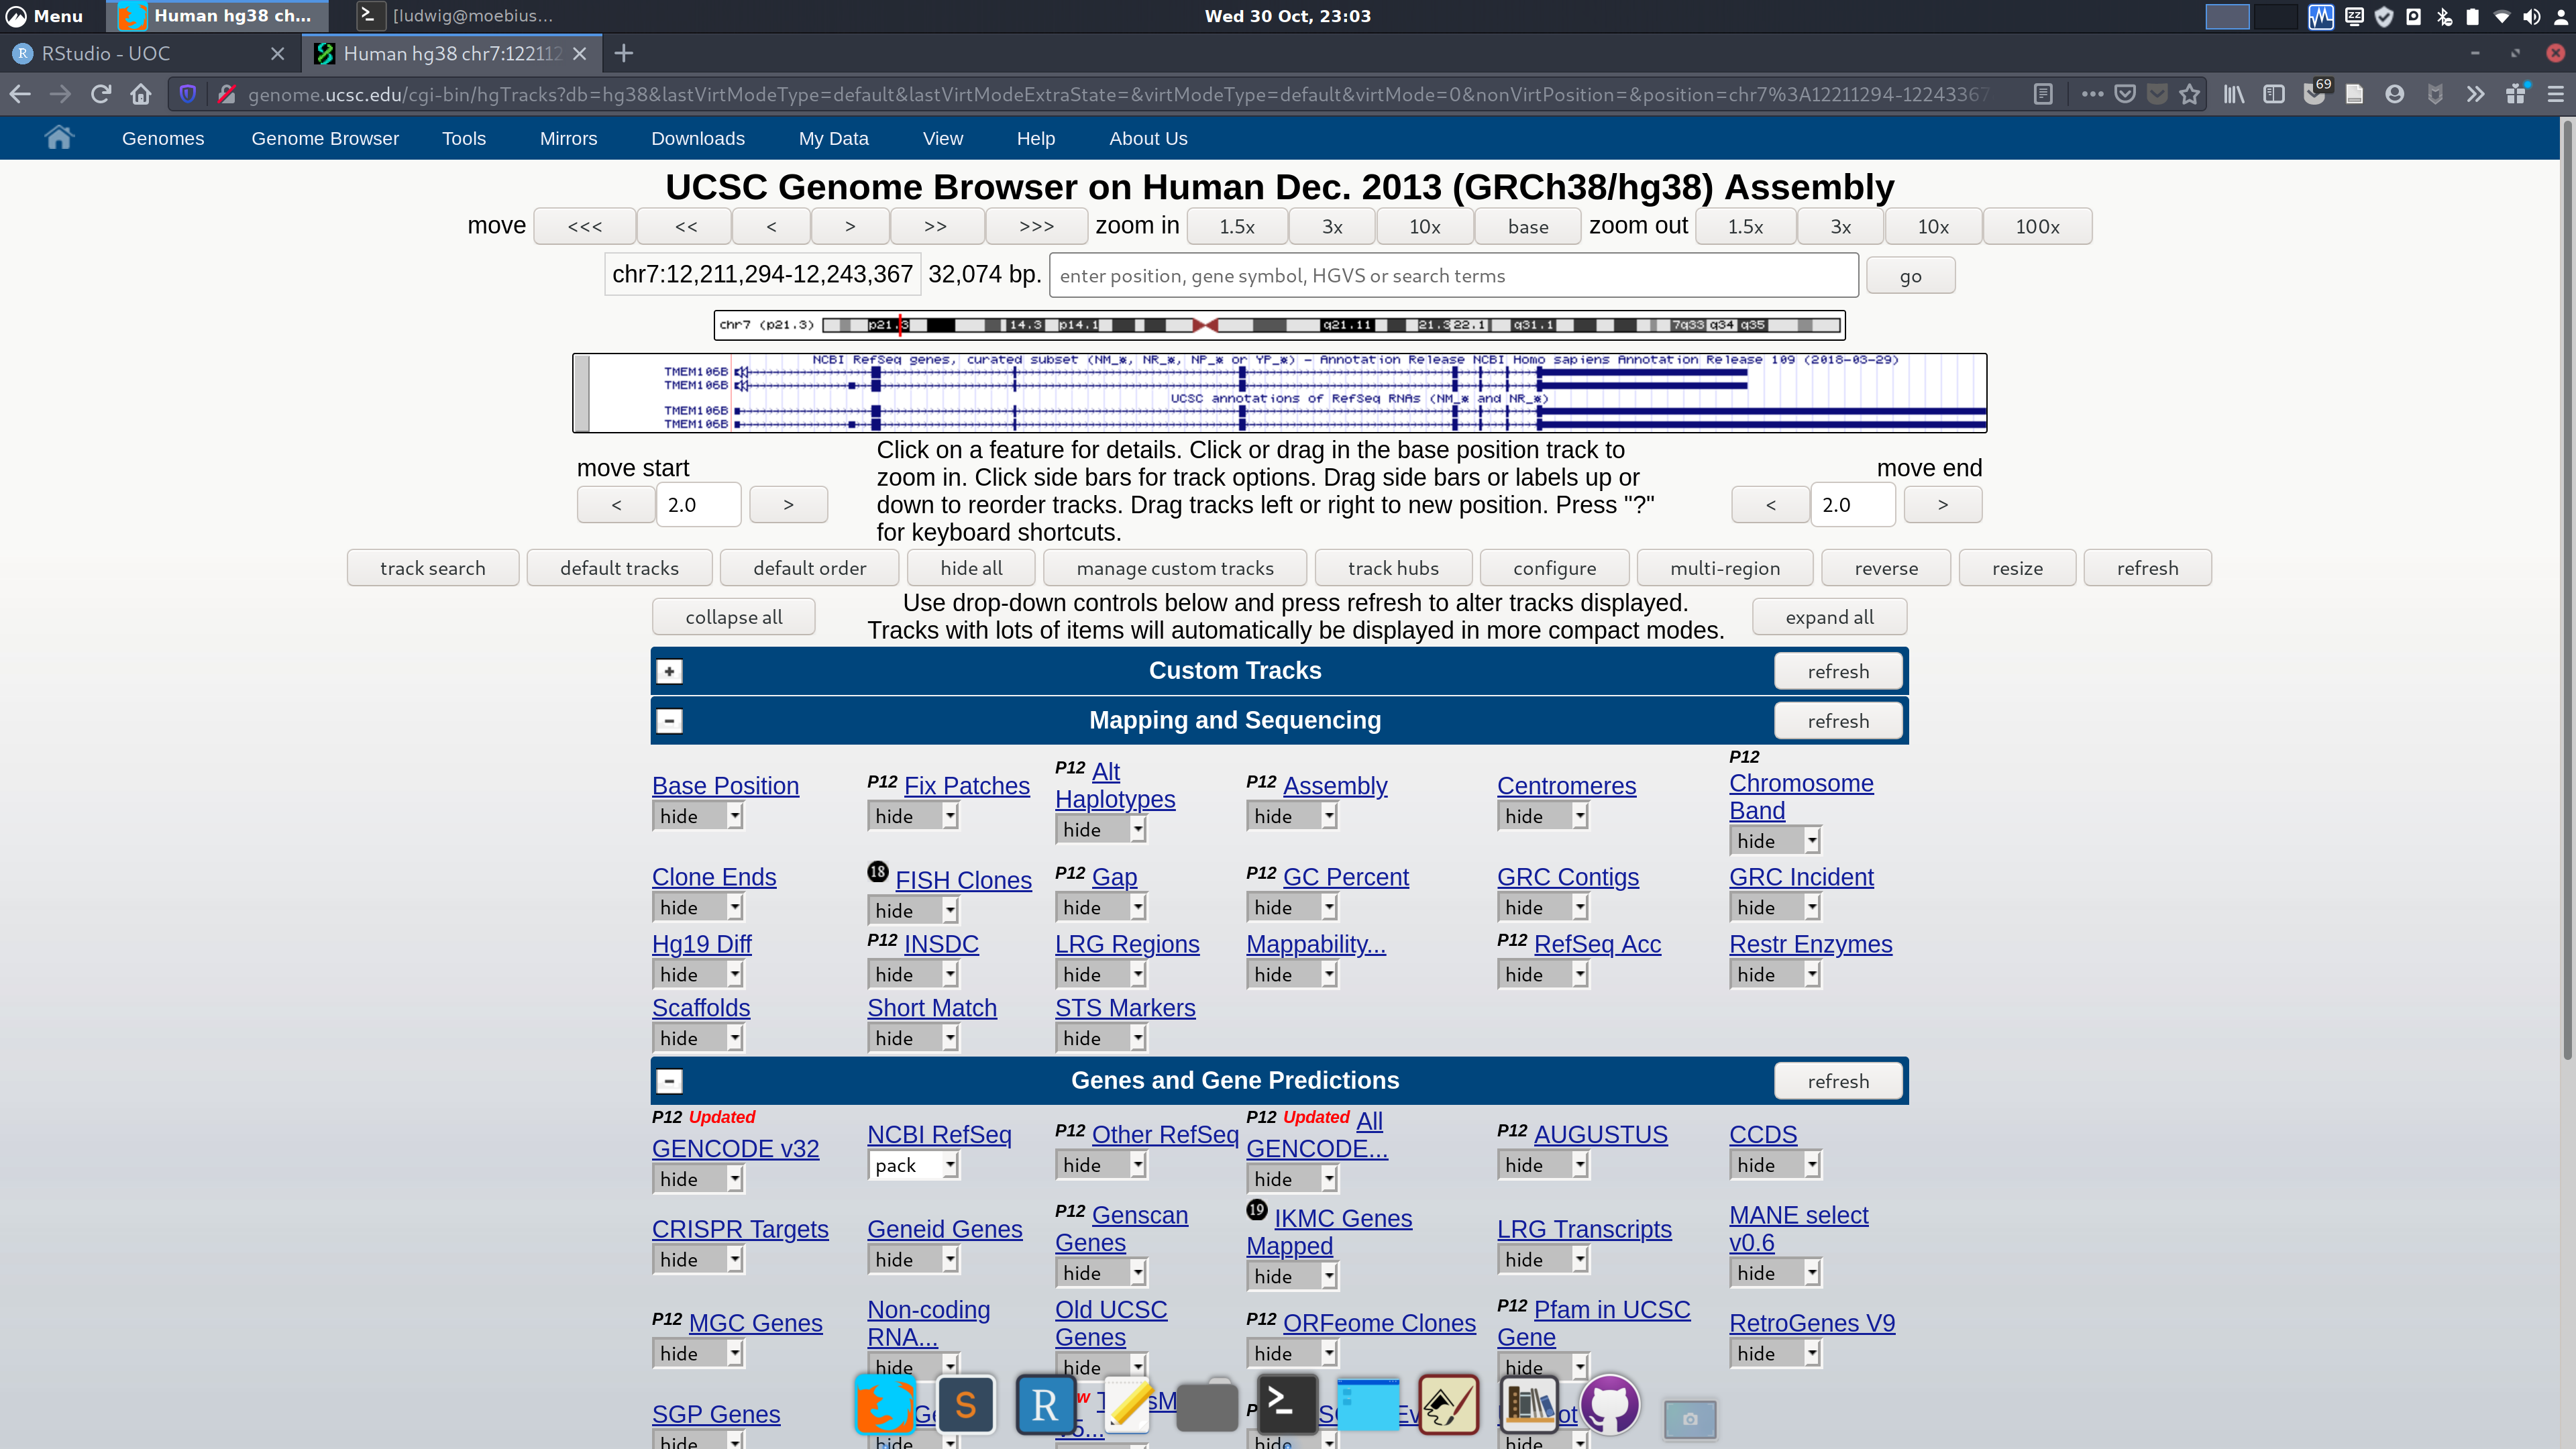 Menu Human hg38 ch... [ludwig@moebius... Wed 30 Oct, 23:03
RStudio - UOC Human hg38 chr7:122112
genome.ucsc.edu/cgi-bin/hgTracks?db=hg38&lastVirtModeType=default&lastVirtModeExtraState=&virtModeType=default&virtMode=0&nonVirtPosition=&position=chr7%3A12211294-12243367 69
Genomes Genome Browser Tools Mirrors Downloads My Data View Help About Us
UCSC Genome Browser on Human Dec. 2013 (GRCh38/hg38) Assembly
move <<< << < > >> >>> zoom in 1.5x 3x 10x base zoom out 1.5x 3x 10x 100x
chr7:12,211,294-12,243,367 32,074 bp. enter position, gene symbol, HGVS or search terms go
chr7 (p21.3) p21.3 14.3 p14.1 q21.11 21.3 22.1 q31.1 7q33 q34 q35
NCBI RefSeq genes, curated subset (NM_*, NR_*, NP_* or YP_*) - Annotation Release NCBI Homo sapiens Annotation Release 109 (2018-03-29)
TMEM106B
TMEM106B
UCSC annotations of RefSeq RNAs (NM_* and NR_*)
TMEM106B
TMEM106B
move start
< 2.0 >
Click on a feature for details. Click or drag in the base position track to
zoom in. Click side bars for track options. Drag side bars or labels up or
down to reorder tracks. Drag tracks left or right to new position. Press "?"
for keyboard shortcuts.
move end
< 2.0 >
track search default tracks default order hide all manage custom tracks track hubs configure multi-region reverse resize refresh
collapse all
Use drop-down controls below and press refresh to alter tracks displayed.
Tracks with lots of items will automatically be displayed in more compact modes.
expand all
+ Custom Tracks refresh
- Mapping and Sequencing refresh
Base Position P12 Fix Patches P12 Alt Haplotypes P12 Assembly Centromeres P12 Chromosome Band
hide hide hide hide hide hide
Clone Ends 18 FISH Clones P12 Gap P12 GC Percent GRC Contigs GRC Incident
hide hide hide hide hide hide
Hg19 Diff P12 INSDC LRG Regions Mappability... P12 RefSeq Acc Restr Enzymes
hide hide hide hide hide hide
Scaffolds Short Match STS Markers
hide hide hide
- Genes and Gene Predictions refresh
P12 Updated GENCODE v32 NCBI RefSeq P12 Other RefSeq P12 Updated All GENCODE... P12 AUGUSTUS CCDS
hide pack hide hide hide hide
CRISPR Targets Geneid Genes P12 Genscan Genes 19 IKMC Genes Mapped LRG Transcripts MANE select v0.6
hide hide hide hide hide hide
P12 MGC Genes Non-coding RNA... Old UCSC Genes P12 ORFeome Clones P12 Pfam in UCSC Gene RetroGenes V9
hide hide hide hide hide hide
SGP Genes
hide hide hide hide